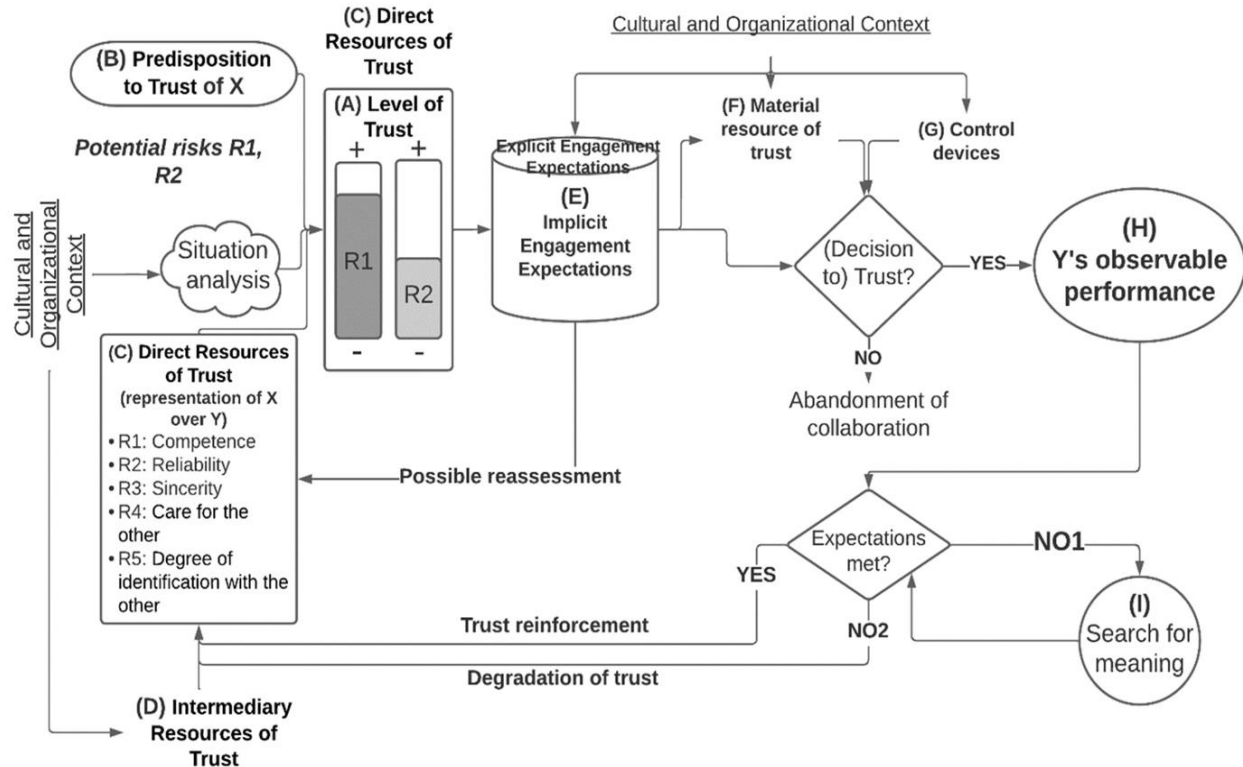 Cultural and Organizational Context
(C) Direct
Resources of
Trust
(B) Predisposition
to Trust of X
Potential risks R1,
R2
Cultural and
Organizational
Context
Situation
analysis
(A) Level of
Trust
+ +
R1
R2
- -
Explicit Engagement
Expectations
(E)
Implicit
Engagement
Expectations
(F) Material
resource of
trust
(G) Control
devices
(Decision
to) Trust?
YES
NO
Abandonment of
collaboration
(H)
Y's observable
performance
(C) Direct Resources
of Trust
(representation of X
over Y)
• R1: Competence
• R2: Reliability
• R3: Sincerity
• R4: Care for the
other
• R5: Degree of
identification with the
other
Possible reassessment
Expectations
met?
NO1
YES
NO2
(I)
Search for
meaning
Trust reinforcement
Degradation of trust
(D) Intermediary
Resources of
Trust